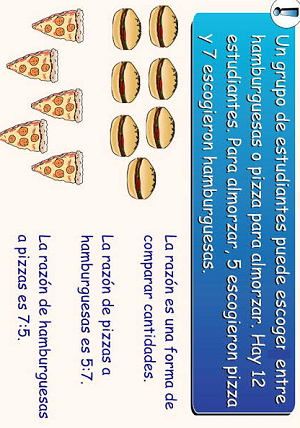 Un grupo de estudiantes puede escoger entre
hamburguesas o pizza para almorzar. Hay 12
estudiantes. Para almorzar, 5 escogieron pizza
y 7 escogieron hamburguesas.
La razón es una forma de
comparar cantidades.
La razón de pizzas a
hamburguesas es 5:7.
La razón de hamburguesas
a pizzas es 7:5.